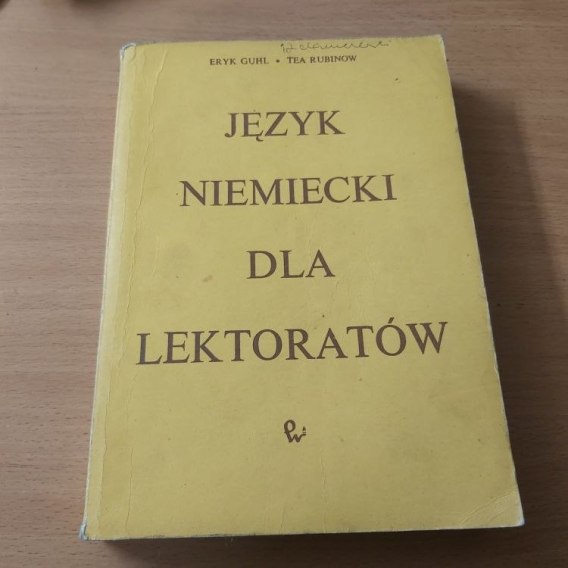 ERYK GUHL • TEA RUBINOW
JĘZYK
NIEMIECKI
DLA
LEKTORATÓW